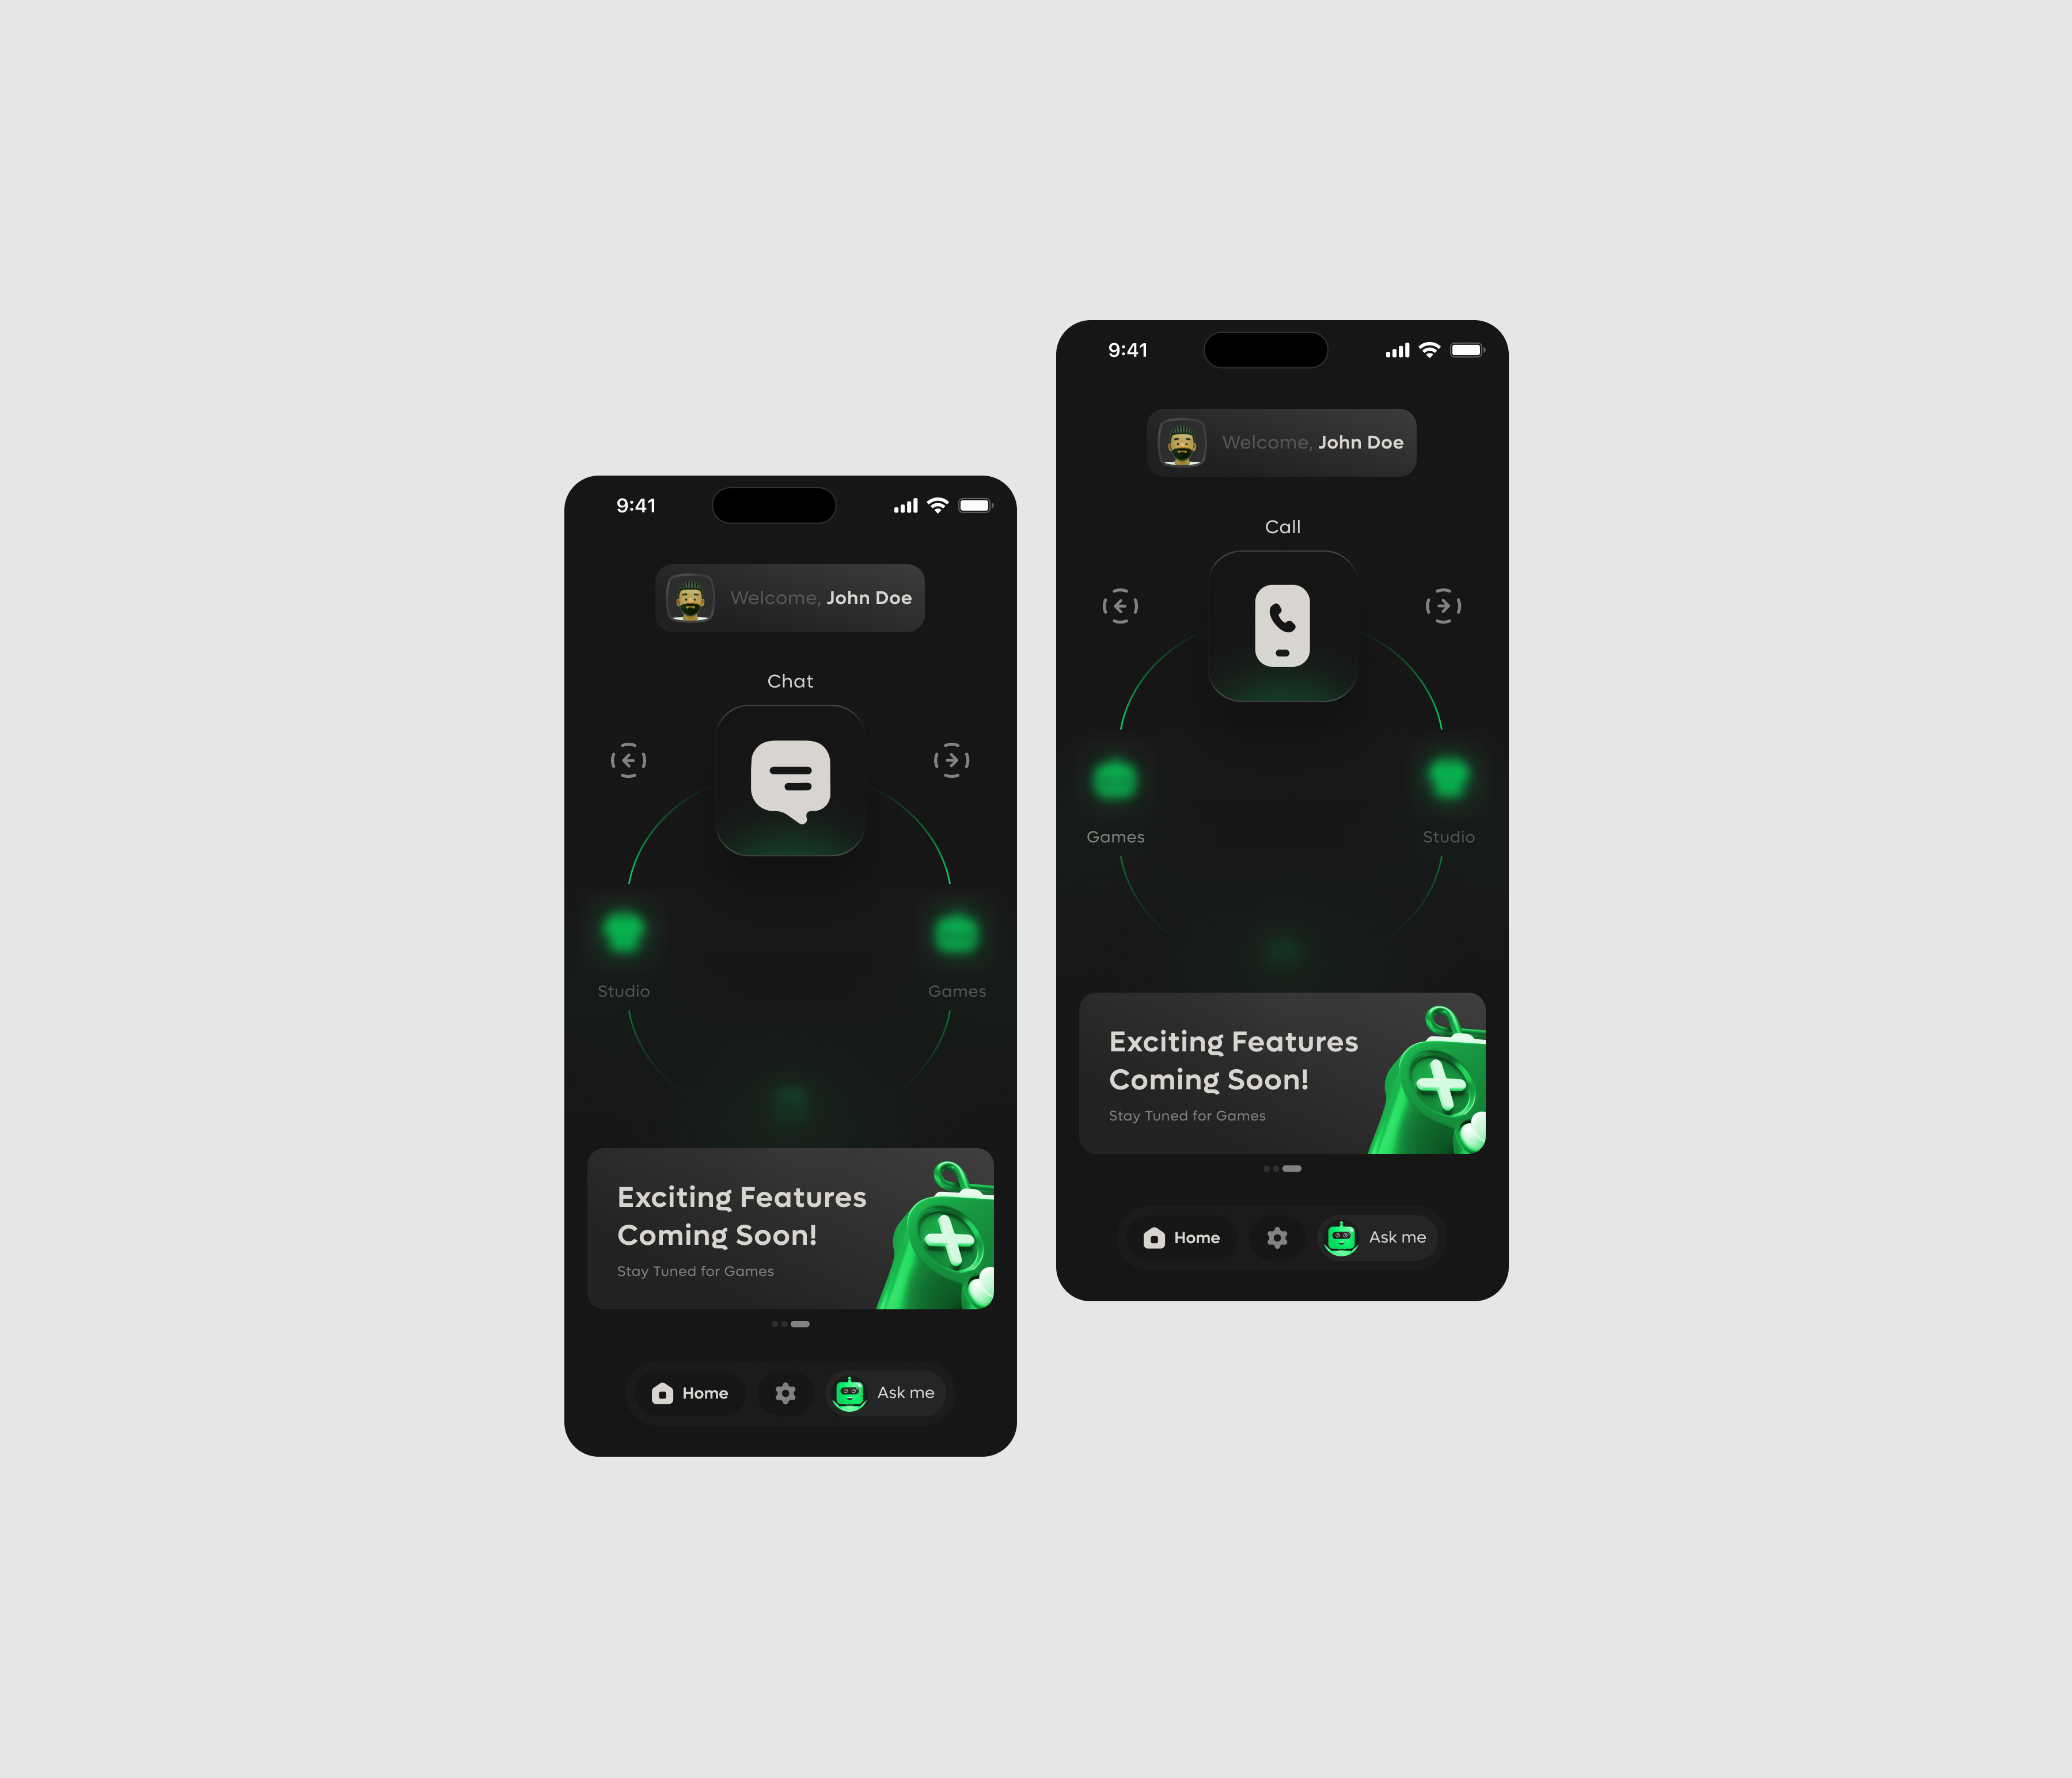 9:41
Welcome, John Doe
Chat
Studio
Games
Exciting Features
Coming Soon!
Stay Tuned for Games
Home
Ask me
9:41
Welcome, John Doe
Call
Games
Studio
Exciting Features
Coming Soon!
Stay Tuned for Games
Home
Ask me